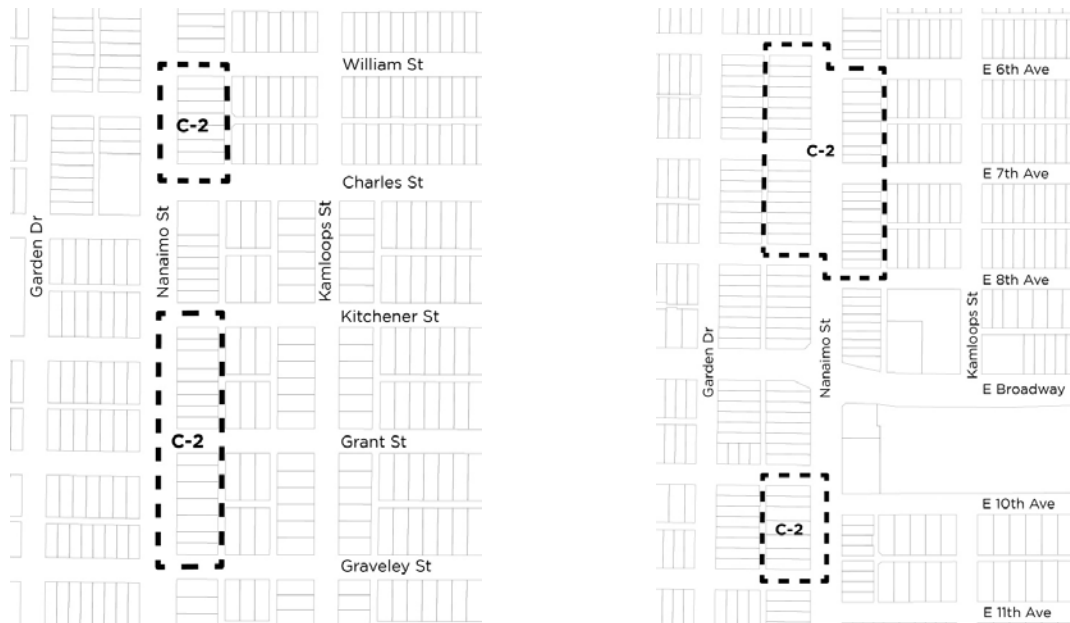 William St
C-2
Charles St
Garden Dr
Nanaimo St
Kamloops St
Kitchener St
C-2
Grant St
Graveley St
E 6th Ave
C-2
E 7th Ave
E 8th Ave
Garden Dr
Nanaimo St
Kamloops St
E Broadway
E 10th Ave
C-2
E 11th Ave